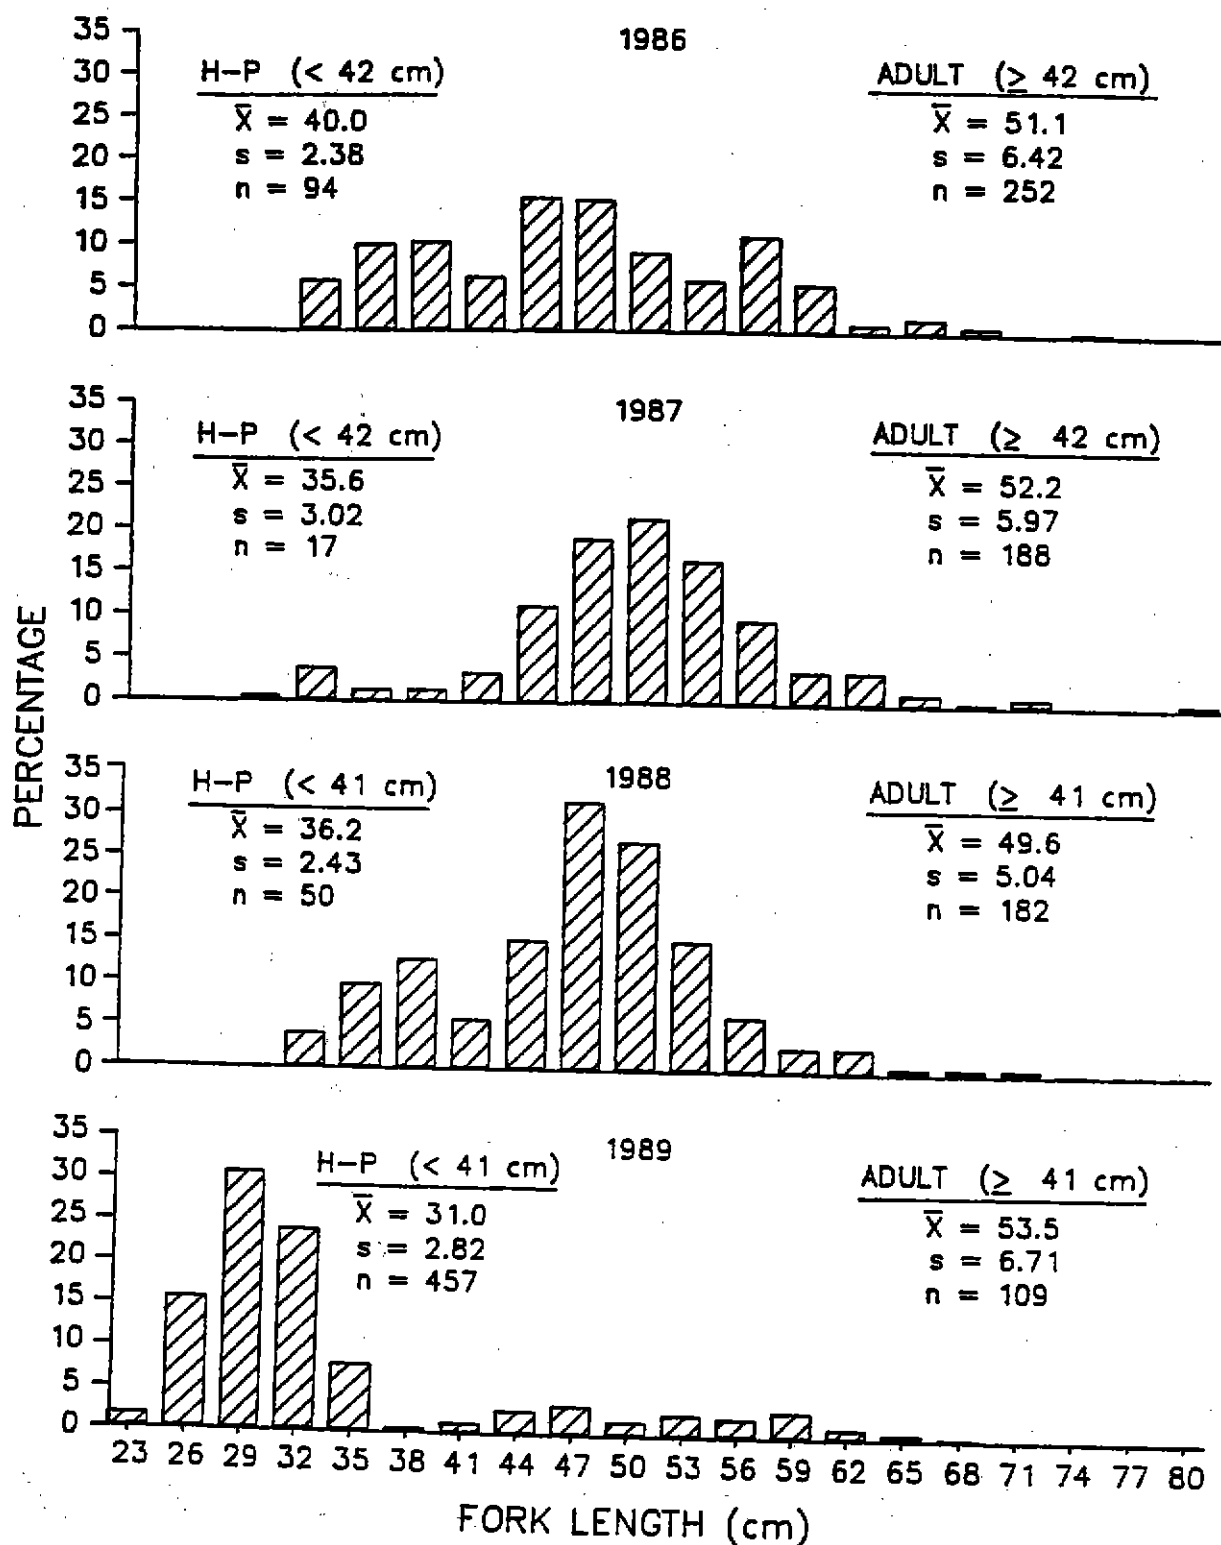 PERCENTAGE
1986
35
30
25
20
15
10
5
0
H-P (< 42 cm)
X̄ = 40.0
s = 2.38
n = 94
ADULT (≥ 42 cm)
X̄ = 51.1
s = 6.42
n = 252
1987
35
30
25
20
15
10
5
0
H-P (< 42 cm)
X̄ = 35.6
s = 3.02
n = 17
ADULT (≥ 42 cm)
X̄ = 52.2
s = 5.97
n = 188
1988
35
30
25
20
15
10
5
0
H-P (< 41 cm)
X̄ = 36.2
s = 2.43
n = 50
ADULT (≥ 41 cm)
X̄ = 49.6
s = 5.04
n = 182
1989
35
30
25
20
15
10
5
0
H-P (< 41 cm)
X̄ = 31.0
s = 2.82
n = 457
ADULT (≥ 41 cm)
X̄ = 53.5
s = 6.71
n = 109
23 26 29 32 35 38 41 44 47 50 53 56 59 62 65 68 71 74 77 80
FORK LENGTH (cm)